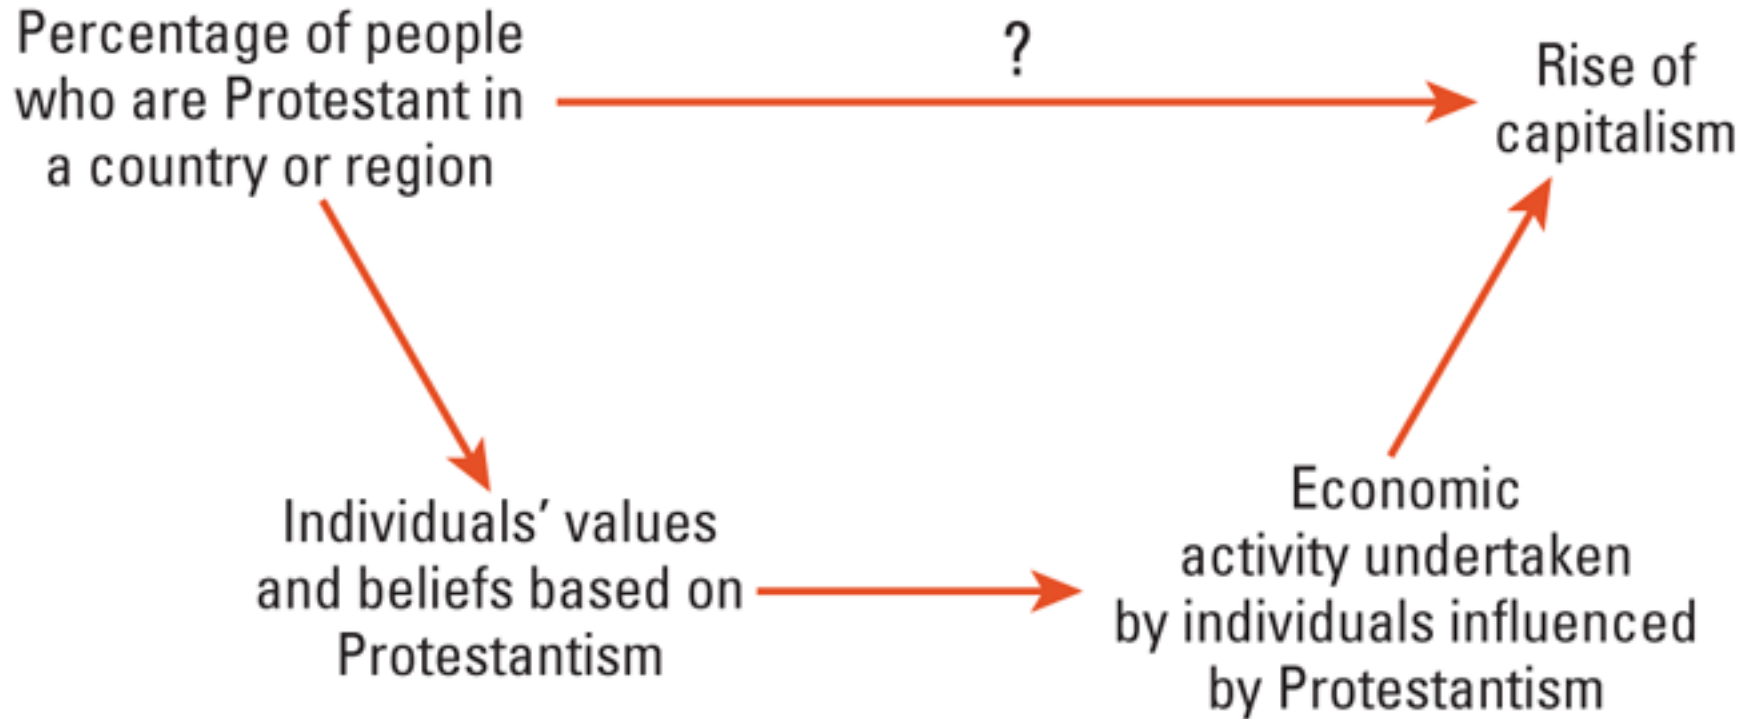 Percentage of people
who are Protestant in
a country or region
?
Rise of
capitalism
Individuals’ values
and beliefs based on
Protestantism
Economic
activity undertaken
by individuals influenced
by Protestantism